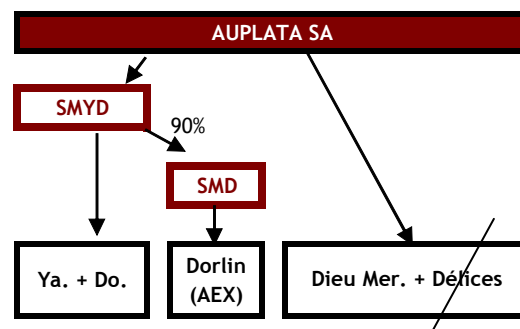 AUPLATA SA
SMYD
90%
SMD
Ya. + Do.
Dorlin
(AEX)
Dieu Mer. + Délices